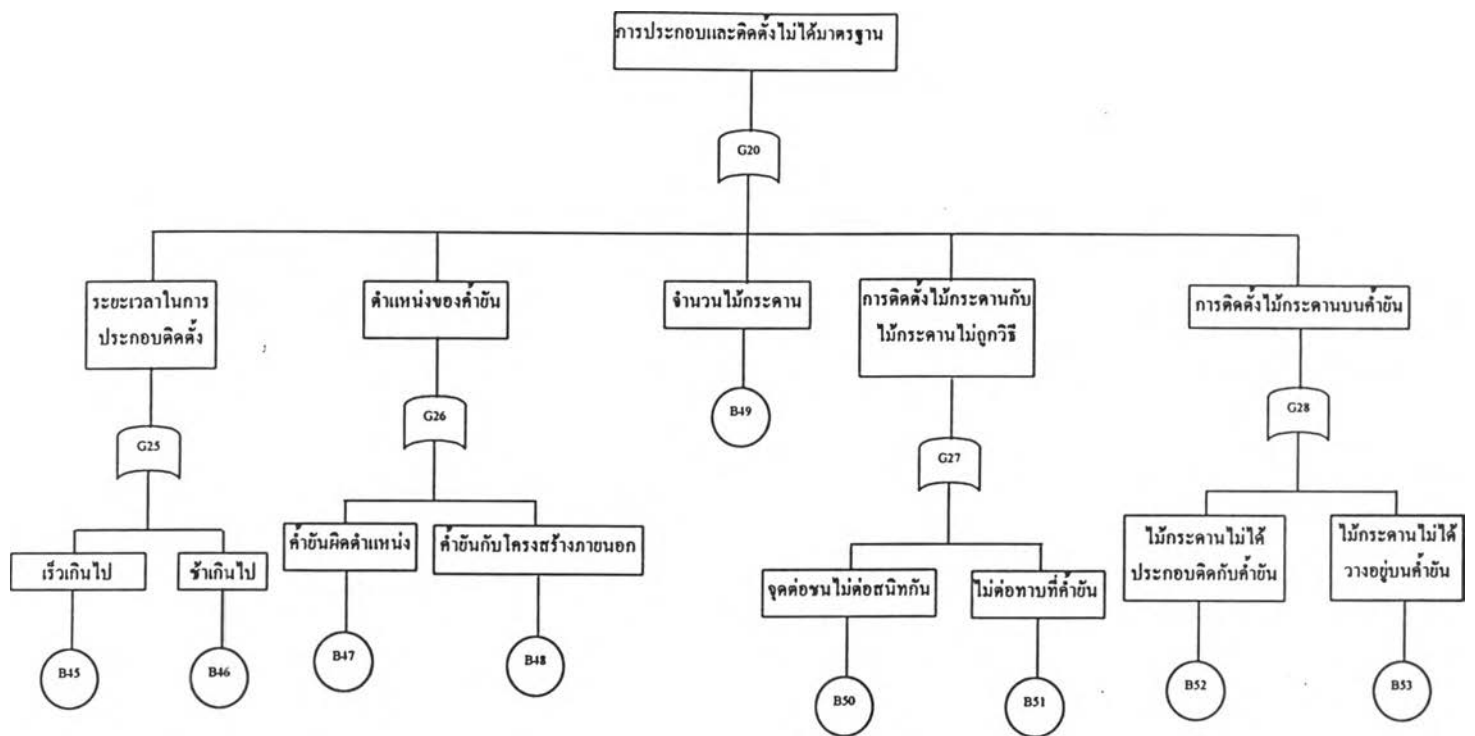 การประกอบและติดตั้งไม่ได้มาตรฐาน
G20
ระยะเวลาในการ
ประกอบติดตั้ง
ตำแหน่งของค้ำยัน
จำนวนไม้กระดาน
การติดตั้งไม้กระดานกับ
ไม้กระดานไม่ถูกวิธี
การติดตั้งไม้กระดานบนค้ำยัน
G25
G26
B49
G27
G28
เร็วเกินไป
ช้าเกินไป
ค้ำยันผิดตำแหน่ง
ค้ำยันกับโครงสร้างภายนอก
จุดต่อชนไม่ต่อสนิทกัน
ไม่ต่อทาบที่ค้ำยัน
ไม้กระดานไม่ได้
ประกอบติดกับค้ำยัน
ไม้กระดานไม่ได้
วางอยู่บนค้ำยัน
B45
B46
B47
B48
B50
B51
B52
B53